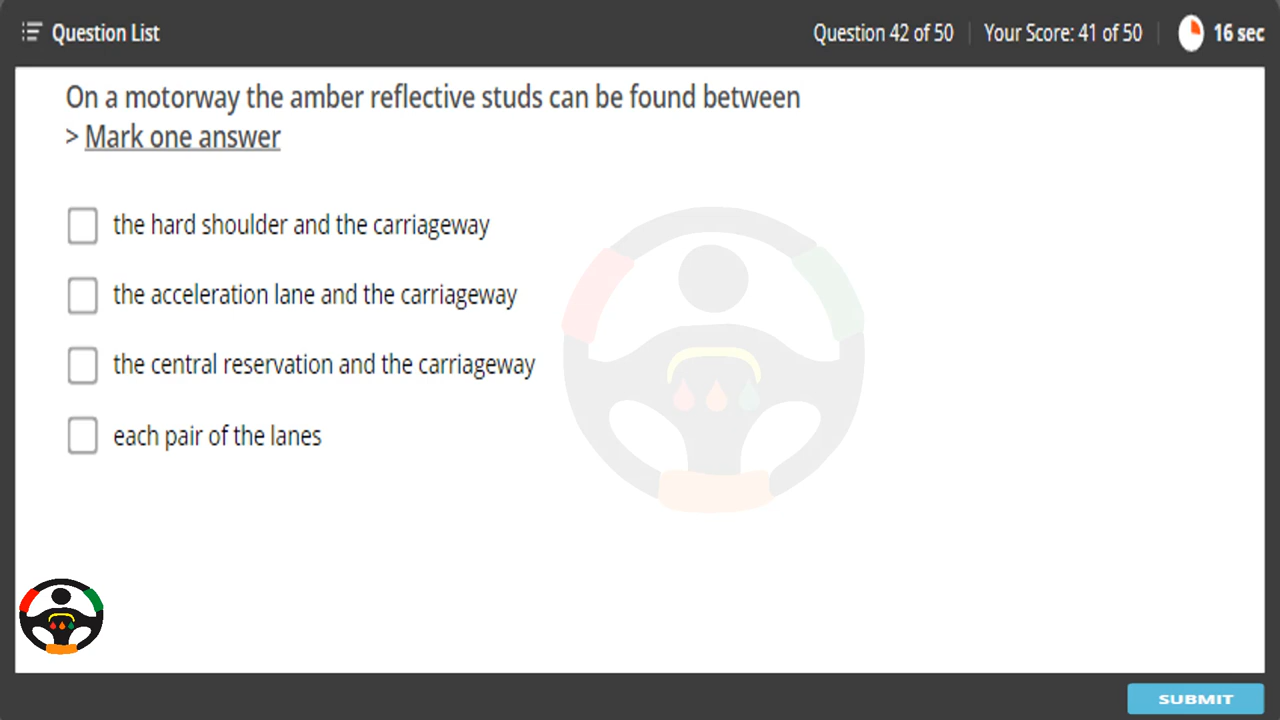 Question List
Question 42 of 50
Your Score: 41 of 50
16 sec
On a motorway the amber reflective studs can be found between
> Mark one answer
the hard shoulder and the carriageway
the acceleration lane and the carriageway
the central reservation and the carriageway
each pair of the lanes
SUBMIT